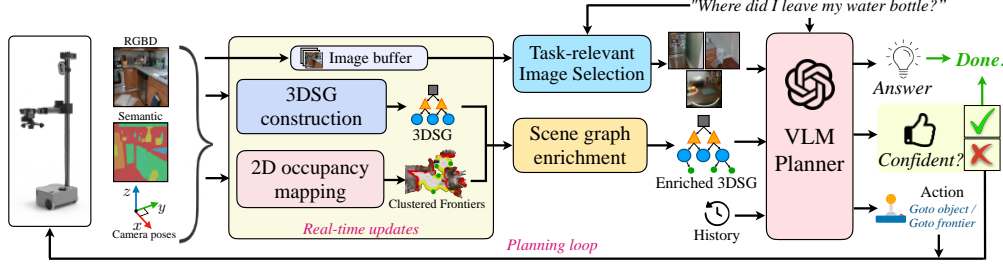 "Where did I leave my water bottle?"
RGBD
Semantic
z
y
x
Camera poses
Image buffer
3DSG
construction
3DSG
2D occupancy
mapping
Clustered Frontiers
Real-time updates
Task-relevant
Image Selection
Scene graph
enrichment
Enriched 3DSG
History
VLM
Planner
Answer
Done.
Confident?
Action
Goto object /
Goto frontier
Planning loop